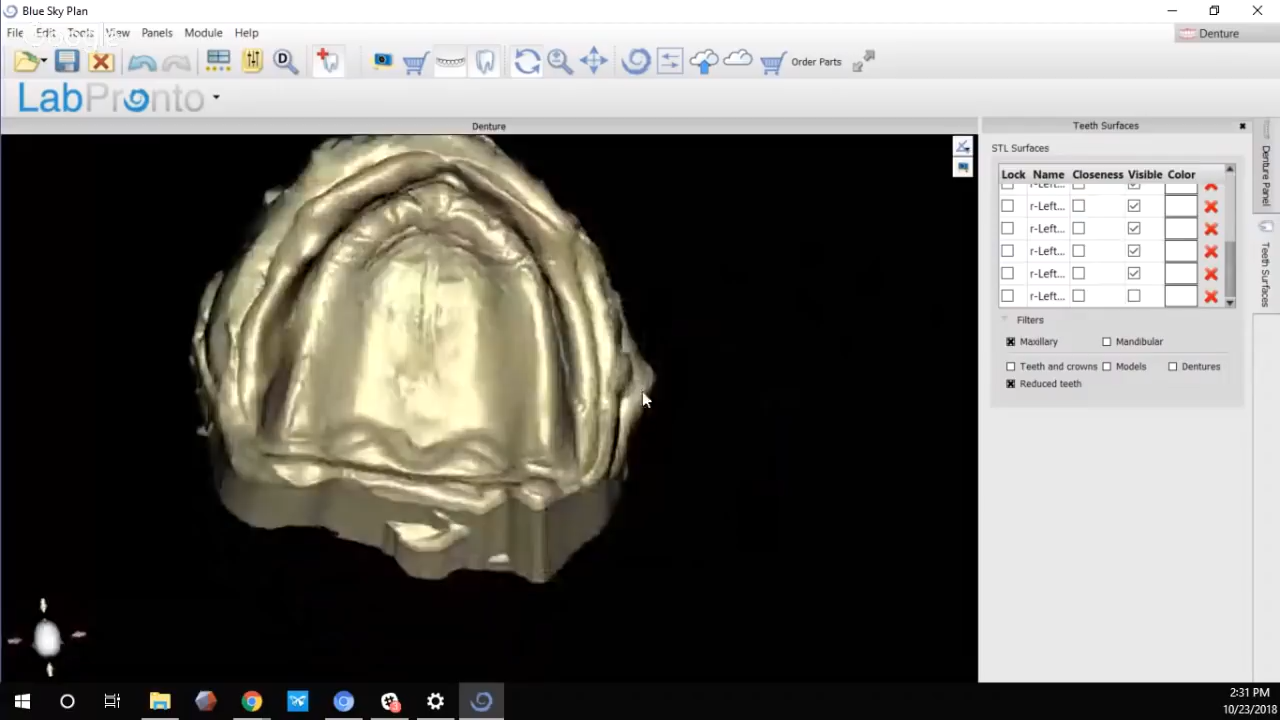 Blue Sky Plan
File Edit Tools View Panels Module Help
Denture
D
Order Parts
LabPronto
Denture
Teeth Surfaces
STL Surfaces
Lock Name Closeness Visible Color
r-Left...
r-Left...
r-Left...
r-Left...
r-Left...
r-Left...
Filters
Maxillary Mandibular
Teeth and crowns Models Dentures
Reduced teeth
Denture Panel
Teeth Surfaces
3
2:31 PM
10/23/2018